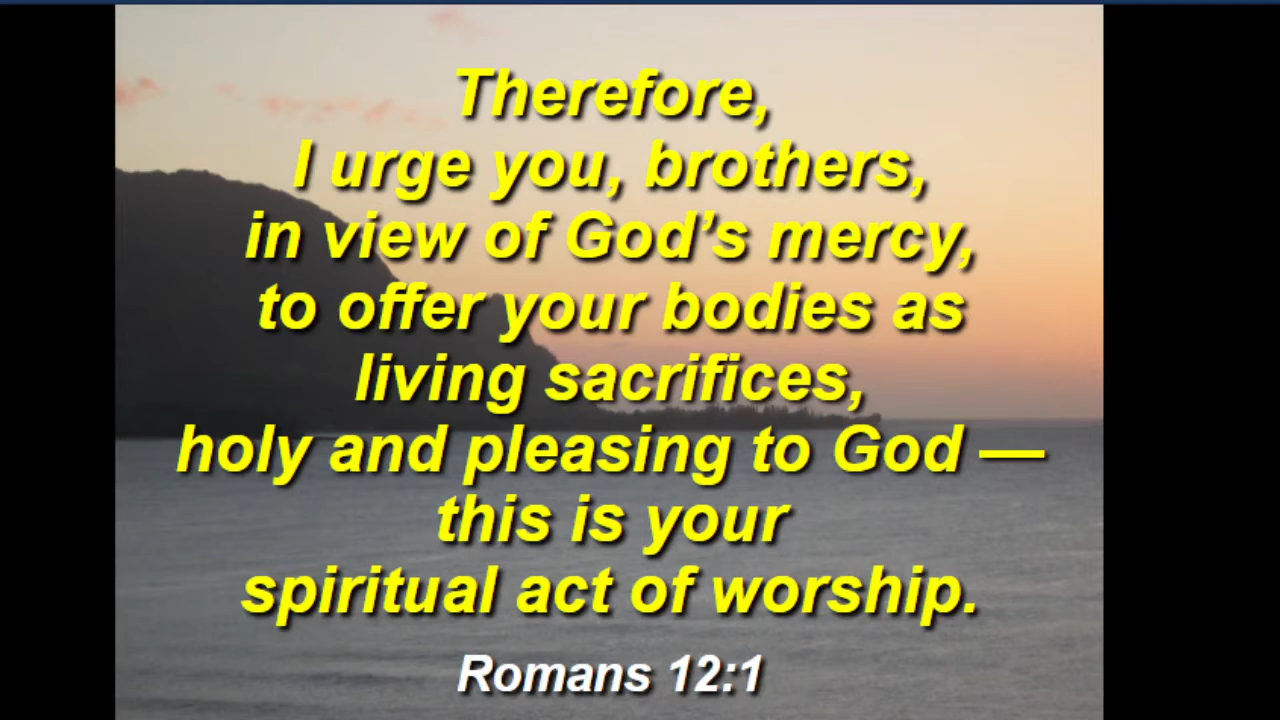 Therefore,
I urge you, brothers,
in view of God’s mercy,
to offer your bodies as
living sacrifices,
holy and pleasing to God —
this is your
spiritual act of worship.
Romans 12:1